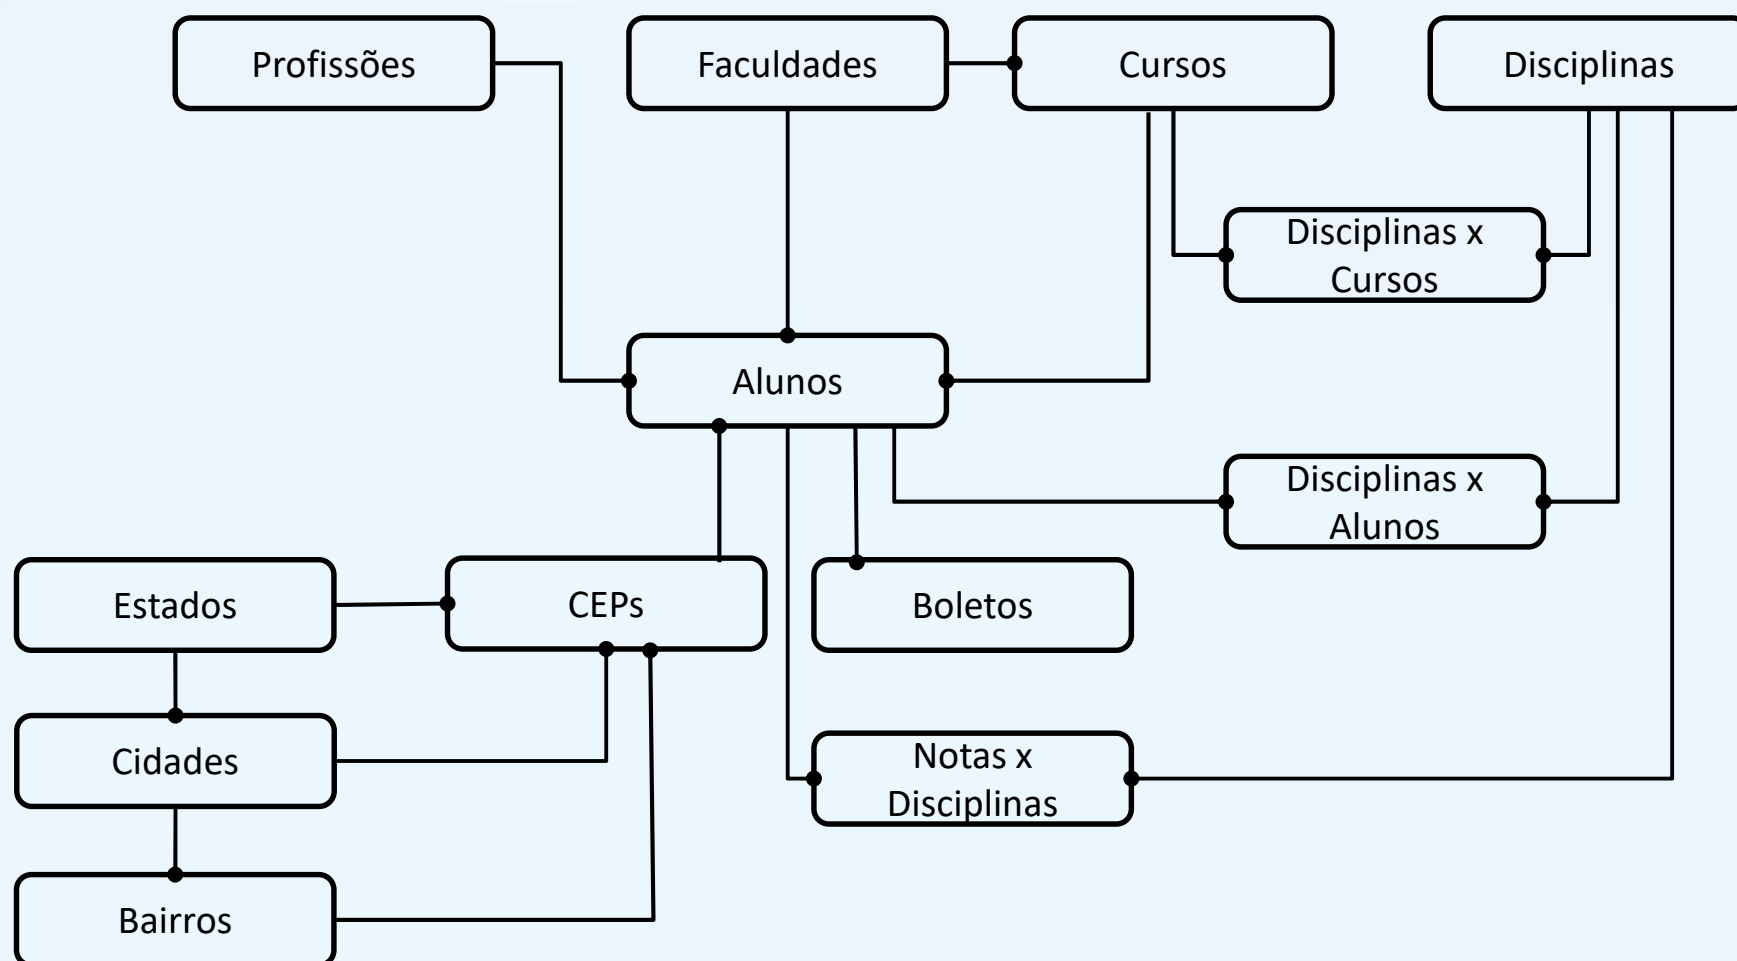 Profissões
Faculdades
Cursos
Disciplinas
Disciplinas x
Cursos
Alunos
Disciplinas x
Alunos
Estados
CEPs
Boletos
Cidades
Notas x
Disciplinas
Bairros